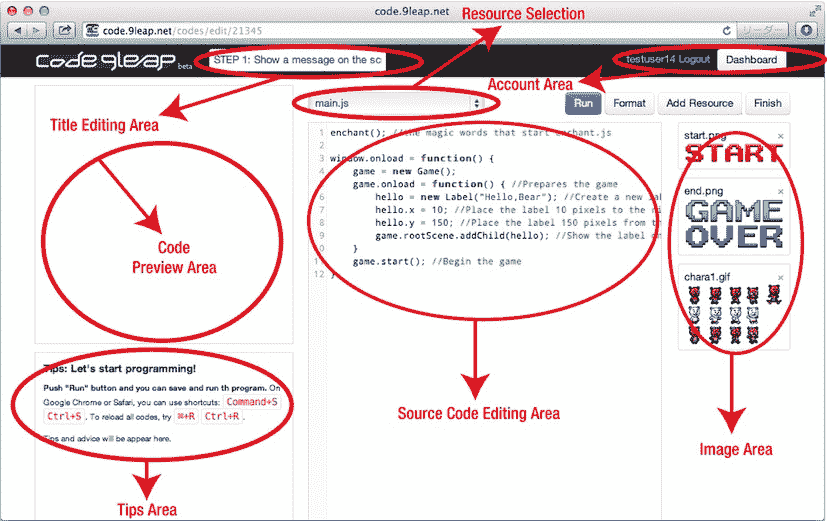 code.9leap.net
Resource Selection
code.9leap.net/codes/edit/21345
リーダー
code 9leap beta
STEP 1: Show a message on the sc
testuser14 Logout
Dashboard
Account Area
main.js
Run
Format
Add Resource
Finish
Title Editing Area
1 enchant(); //the magic words that start enchant.js
2
3 window.onload = function() {
4 game = new Game();
5 game.onload = function() { //Prepares the game
6 hello = new Label("Hello,Bear"); //Create a new la
7 hello.x = 10; //Place the label 10 pixels to the ri
8 hello.y = 150; //Place the label 150 pixels from th
9 game.rootScene.addChild(hello); //Show the label on
10 }
11 game.start(); //Begin the game
12 }
start.png ×
START
end.png ×
GAME
OVER
chara1.gif ×
Code
Preview Area
Tips: Let's start programming!
Push "Run" button and you can save and run th program. On
Google Chrome or Safari, you can use shortcuts: Command+S
Ctrl+S . To reload all codes, try ⌘+R Ctrl+R .
Tips and advice will be appear here.
Source Code Editing Area
Image Area
Tips Area